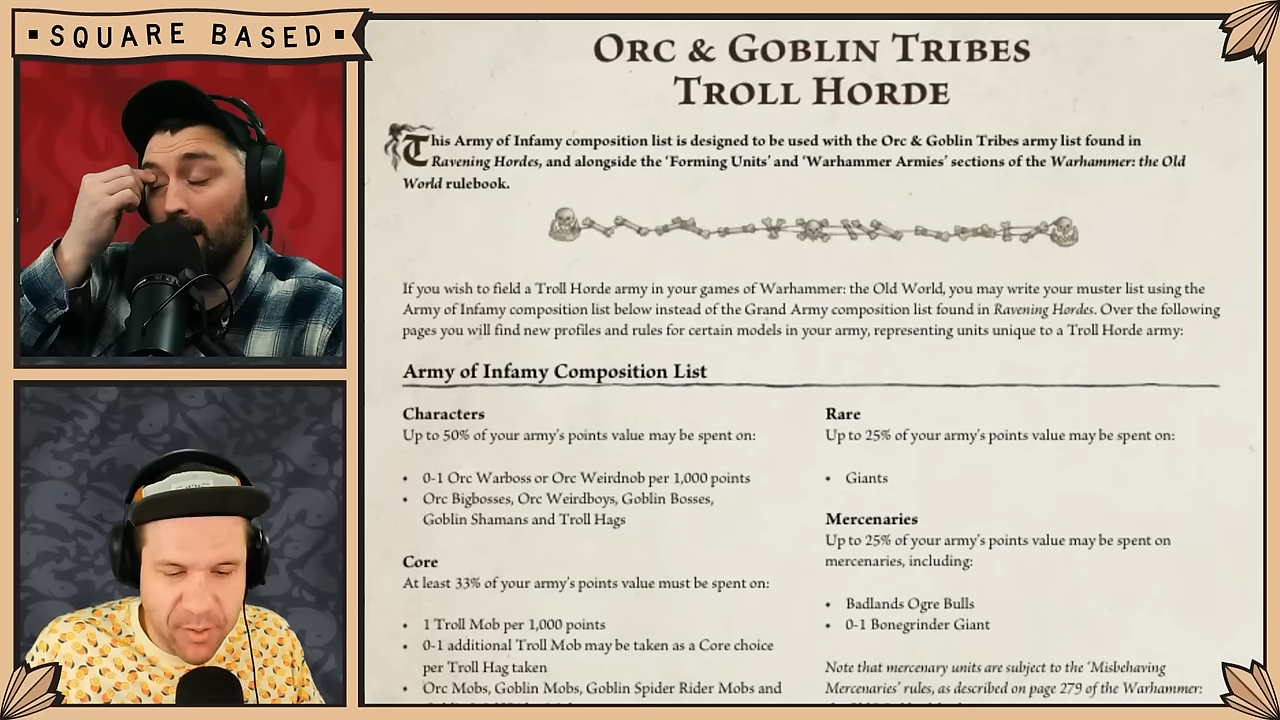 SQUARE BASED
ORC & GOBLIN TRIBES
TROLL HORDE
This Army of Infamy composition list is designed to be used with the Orc & Goblin Tribes army list found in
Ravening Hordes, and alongside the ‘Forming Units’ and ‘Warhammer Armies’ sections of the Warhammer: the Old
World rulebook.
If you wish to field a Troll Horde army in your games of Warhammer: the Old World, you may write your muster list using the
Army of Infamy composition list below instead of the Grand Army composition list found in Ravening Hordes. Over the following
pages you will find new profiles and rules for certain models in your army, representing units unique to a Troll Horde army:
Army of Infamy Composition List
Characters
Up to 50% of your army’s points value may be spent on:
• 0-1 Orc Warboss or Orc Weirdnob per 1,000 points
• Orc Bigbosses, Orc Weirdboys, Goblin Bosses,
Goblin Shamans and Troll Hags
Core
At least 33% of your army’s points value must be spent on:
• 1 Troll Mob per 1,000 points
• 0-1 additional Troll Mob may be taken as a Core choice
per Troll Hag taken
• Orc Mobs, Goblin Mobs, Goblin Spider Rider Mobs and
Rare
Up to 25% of your army’s points value may be spent on:
• Giants
Mercenaries
Up to 25% of your army’s points value may be spent on
mercenaries, including:
• Badlands Ogre Bulls
• 0-1 Bonegrinder Giant
Note that mercenary units are subject to the ‘Misbehaving
Mercenaries’ rules, as described on page 279 of the Warhammer: